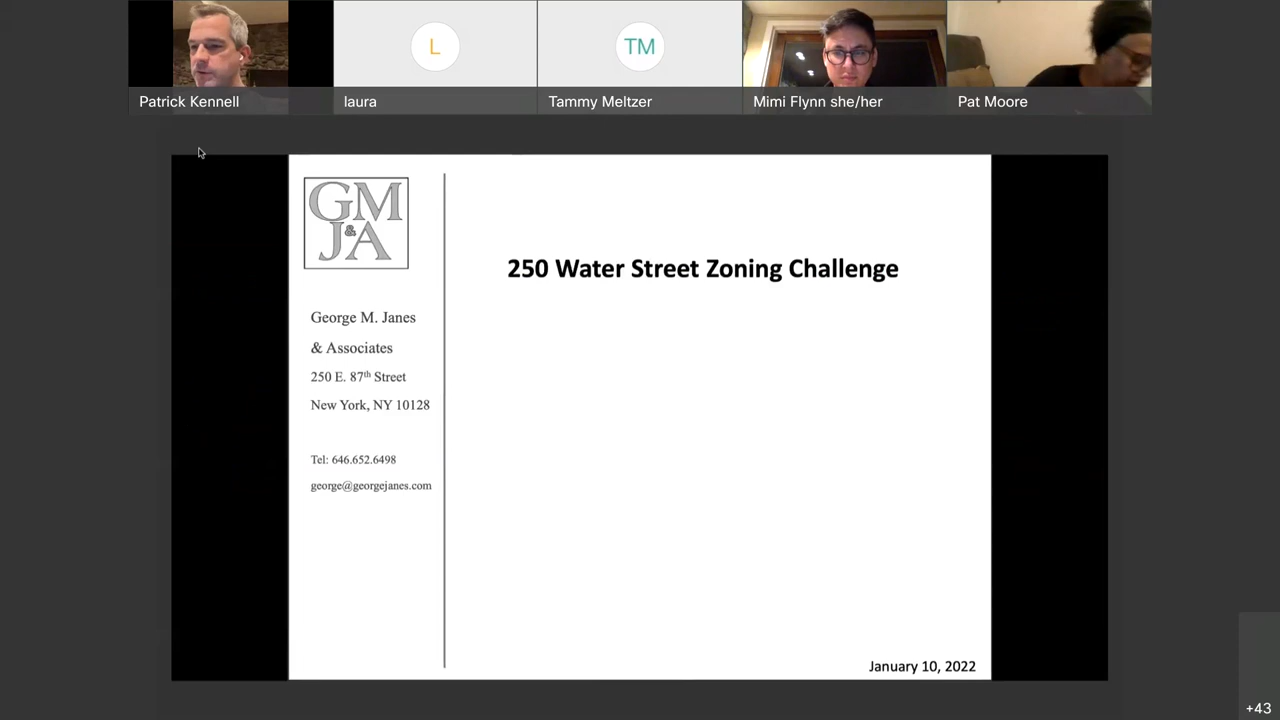 L
TM
Patrick Kennell
laura
Tammy Meltzer
Mimi Flynn she/her
Pat Moore
GM
&
JA
250 Water Street Zoning Challenge
George M. Janes
& Associates
250 E. 87th Street
New York, NY 10128
Tel: 646.652.6498
george@georgejanes.com
January 10, 2022
+43